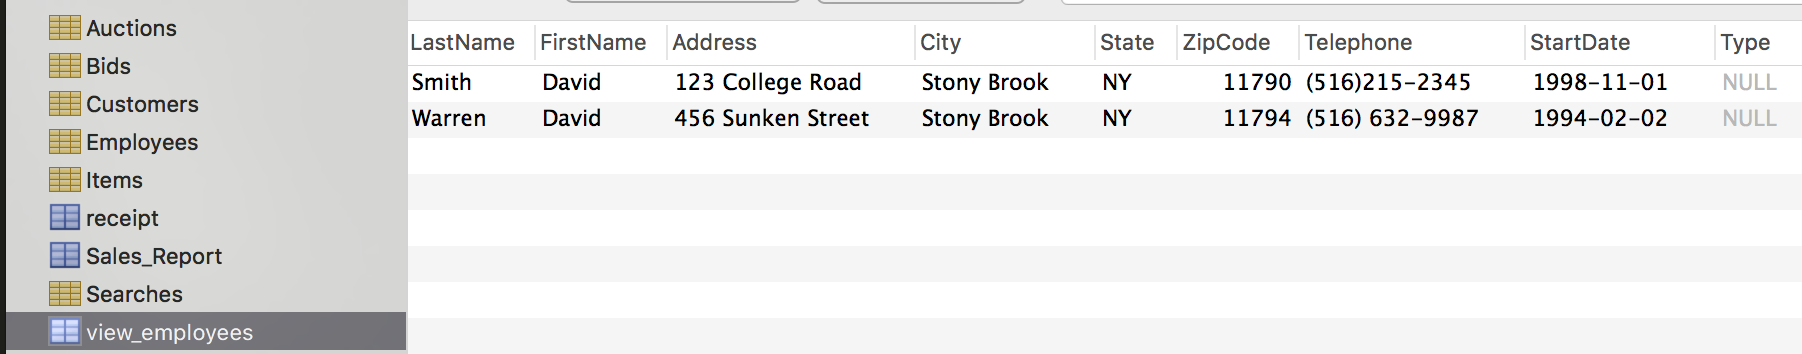 Auctions
Bids
Customers
Employees
Items
receipt
Sales_Report
Searches
view_employees
LastName FirstName Address City State ZipCode Telephone StartDate Type
Smith David 123 College Road Stony Brook NY 11790 (516)215-2345 1998-11-01 NULL
Warren David 456 Sunken Street Stony Brook NY 11794 (516) 632-9987 1994-02-02 NULL